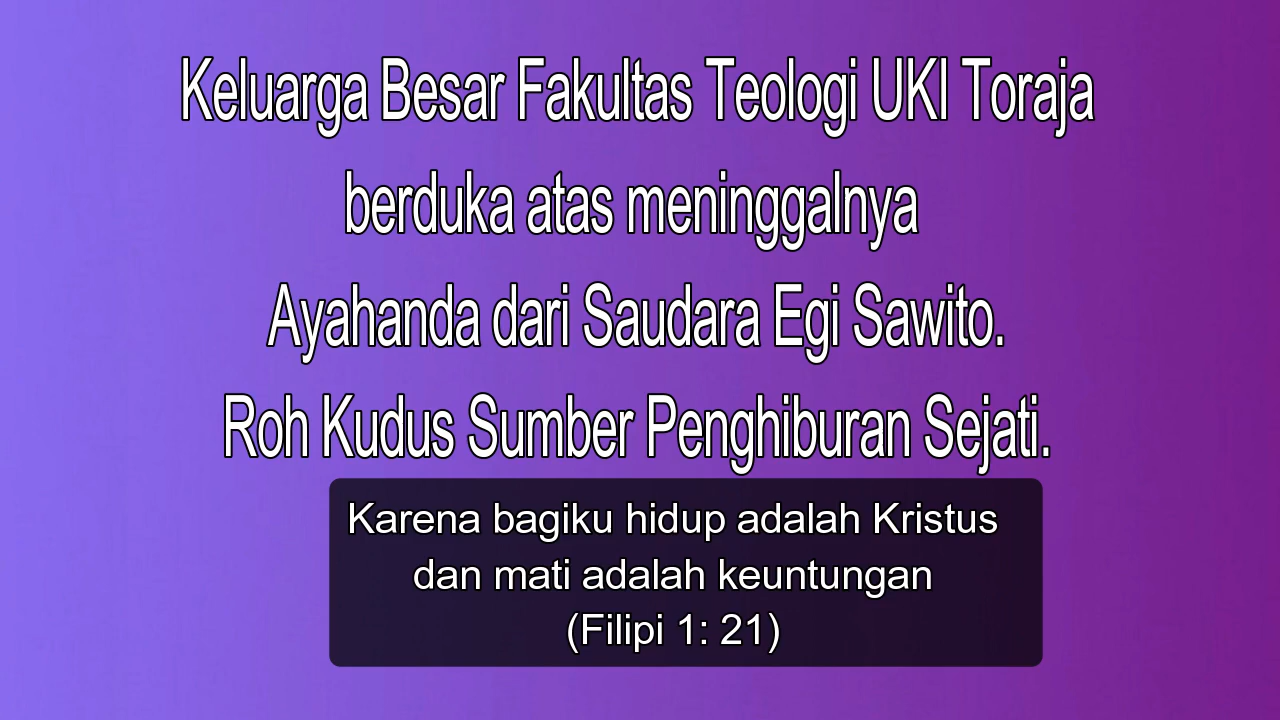 Keluarga Besar Fakultas Teologi UKI Toraja
berduka atas meninggalnya
Ayahanda dari Saudara Egi Sawito.
Roh Kudus Sumber Penghiburan Sejati.
Karena bagiku hidup adalah Kristus
dan mati adalah keuntungan
(Filipi 1: 21)